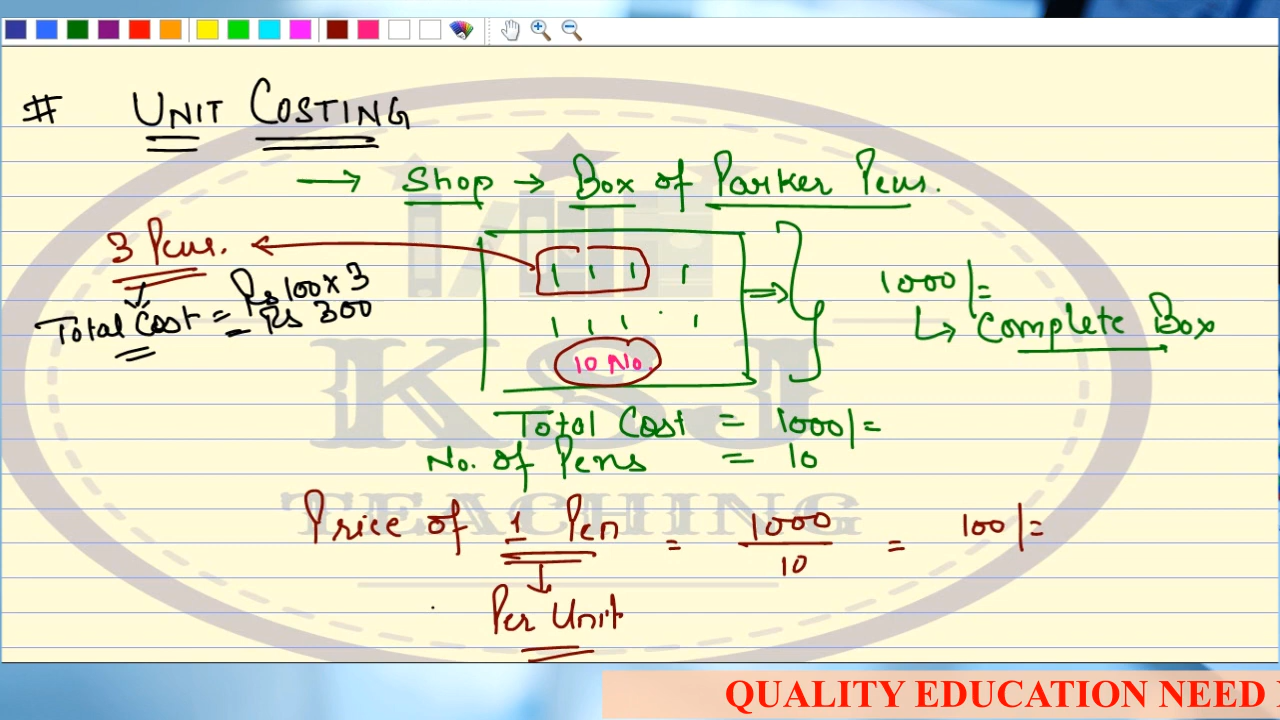 # UNIT COSTING
→ Shop → Box of Parker Pens.
3 Pens.
Total Cost = Rs 100 x 3
= Rs 300
10 No.
1000/=
↳ Complete Box
Total Cost = 1000/=
No. of Pens = 10
Price of 1 Pen = 1000/10 = 100/=
Per Unit
KSJ
TEACHING
QUALITY EDUCATION NEED